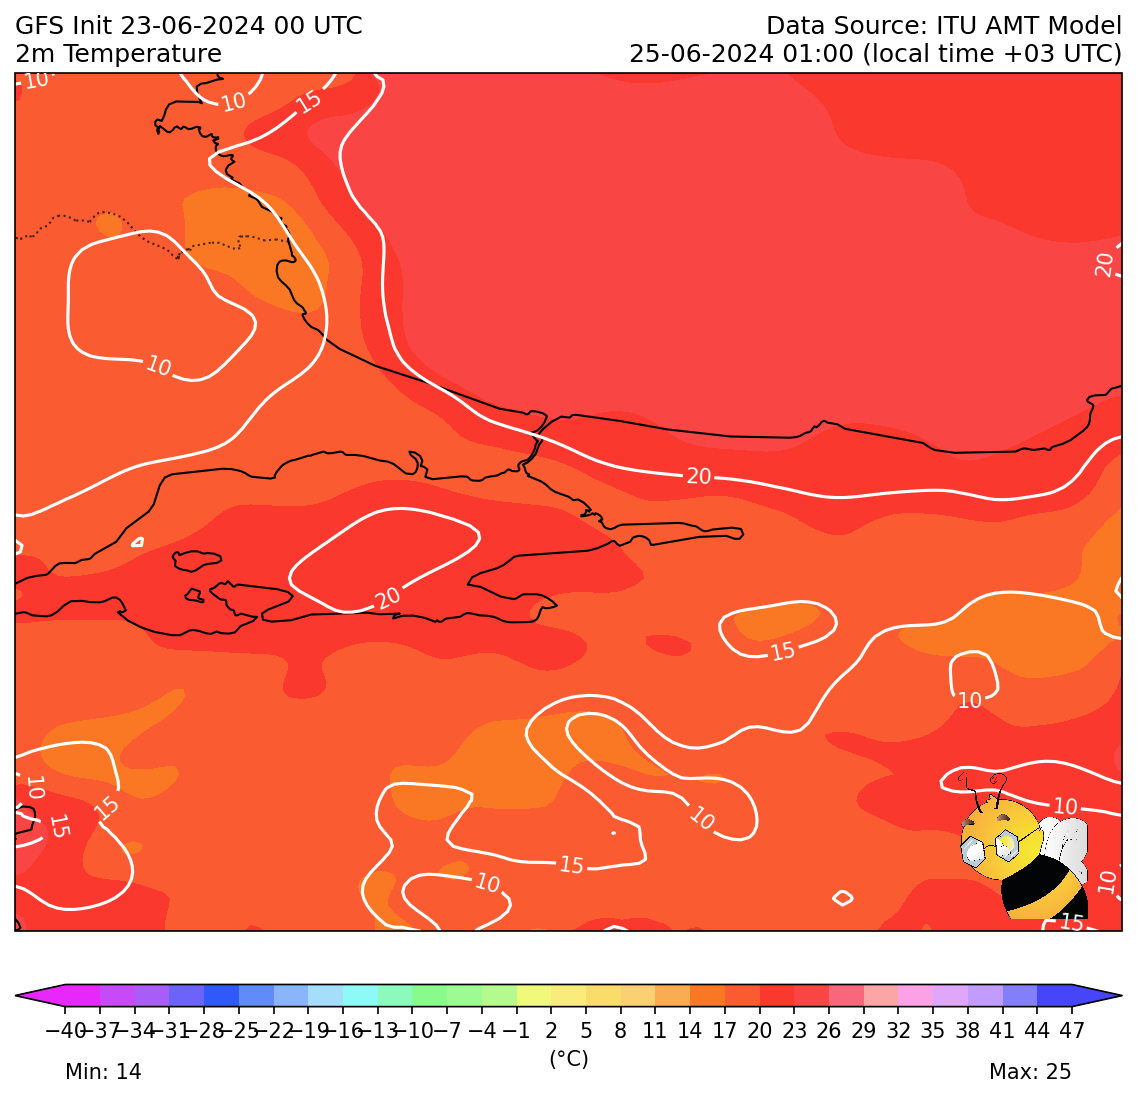 GFS Init 23-06-2024 00 UTC
Data Source: ITU AMT Model
2m Temperature
25-06-2024 01:00 (local time +03 UTC)
10
10
15
20
10
20
20
15
10
10
15
15
10
10
15
10
10
15
−40 −37 −34 −31 −28 −25 −22 −19 −16 −13 −10 −7 −4 −1 2 5 8 11 14 17 20 23 26 29 32 35 38 41 44 47
(°C)
Min: 14
Max: 25